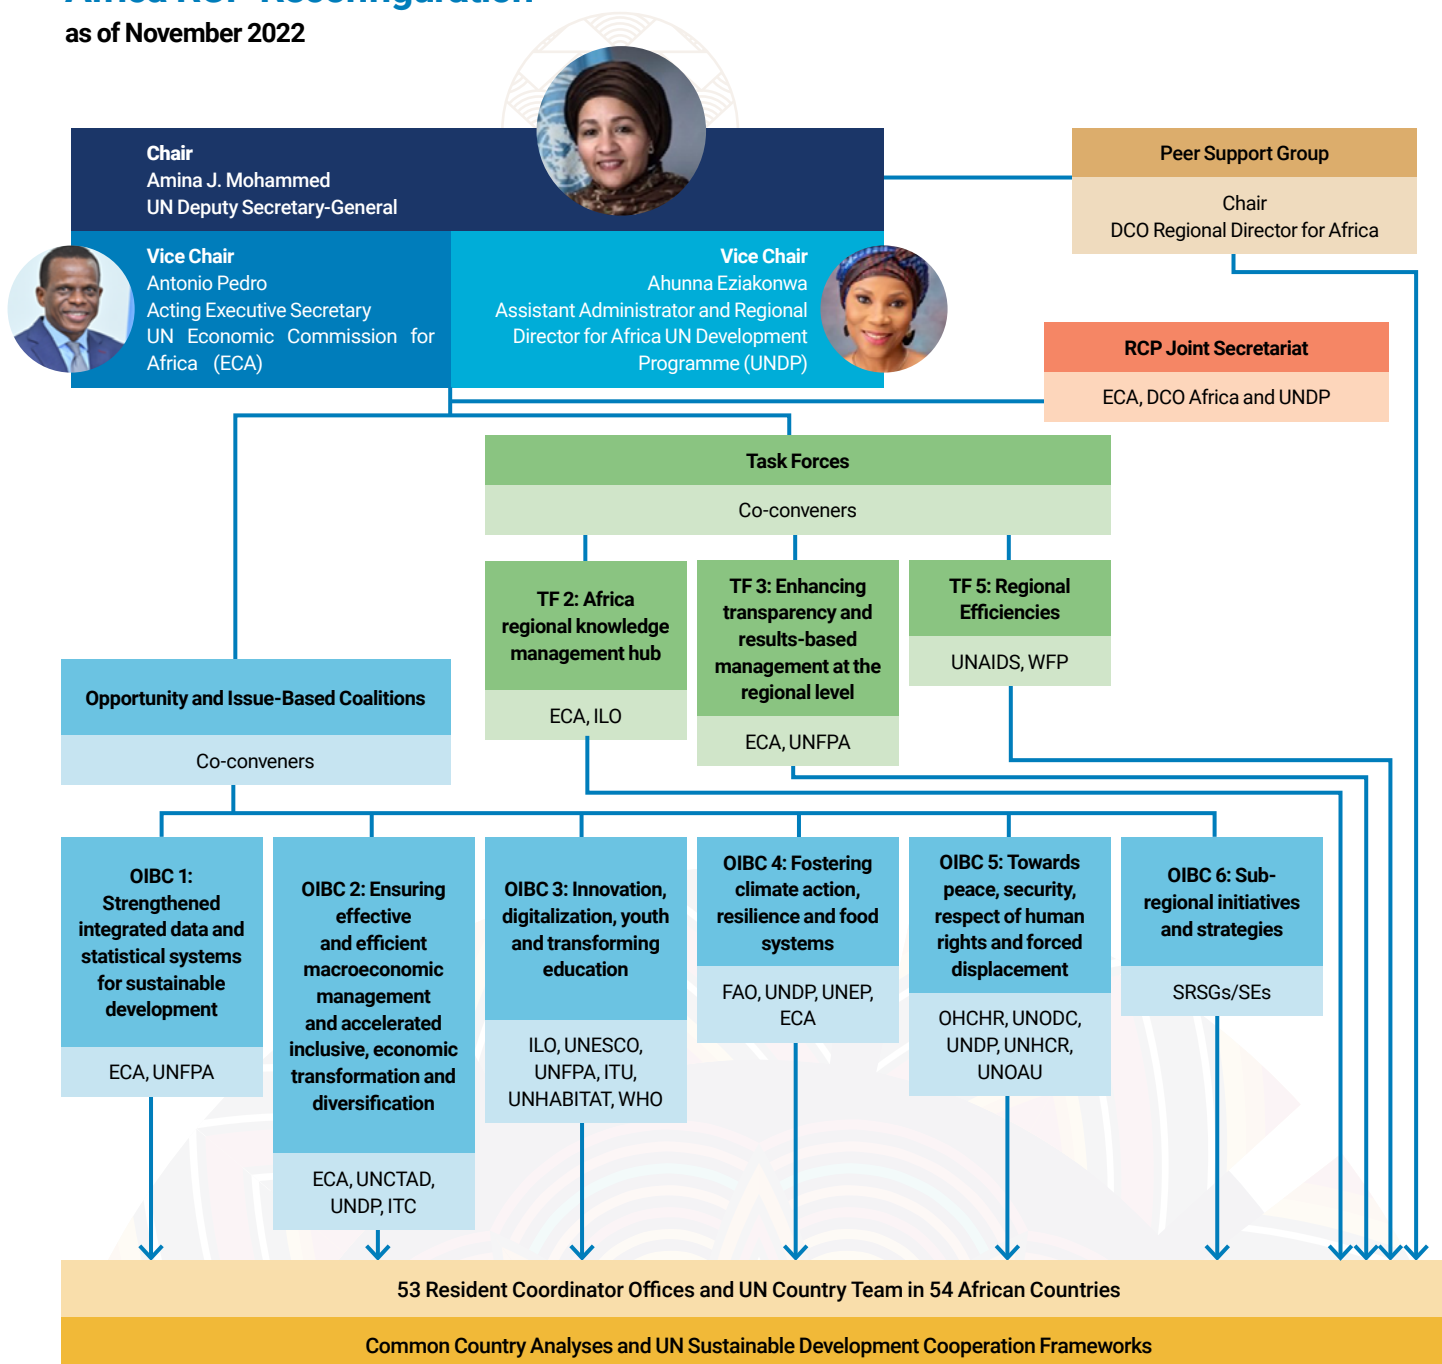 Africa RCP Reconfiguration
as of November 2022
Chair
Amina J. Mohammed
UN Deputy Secretary-General
Vice Chair
Antonio Pedro
Acting Executive Secretary
UN Economic Commission for
Africa (ECA)
Vice Chair
Ahunna Eziakonwa
Assistant Administrator and Regional
Director for Africa UN Development
Programme (UNDP)
Peer Support Group
Chair
DCO Regional Director for Africa
RCP Joint Secretariat
ECA, DCO Africa and UNDP
Task Forces
Co-conveners
TF 2: Africa
regional knowledge
management hub
ECA, ILO
TF 3: Enhancing
transparency and
results-based
management at the
regional level
ECA, UNFPA
TF 5: Regional
Efficiencies
UNAIDS, WFP
Opportunity and Issue-Based Coalitions
Co-conveners
OIBC 1:
Strengthened
integrated data and
statistical systems
for sustainable
development
ECA, UNFPA
OIBC 2: Ensuring
effective
and efficient
macroeconomic
management
and accelerated
inclusive, economic
transformation and
diversification
ECA, UNCTAD,
UNDP, ITC
OIBC 3: Innovation,
digitalization, youth
and transforming
education
ILO, UNESCO,
UNFPA, ITU,
UNHABITAT, WHO
OIBC 4: Fostering
climate action,
resilience and food
systems
FAO, UNDP, UNEP,
ECA
OIBC 5: Towards
peace, security,
respect of human
rights and forced
displacement
OHCHR, UNODC,
UNDP, UNHCR,
UNOAU
OIBC 6: Sub-
regional initiatives
and strategies
SRSGs/SEs
53 Resident Coordinator Offices and UN Country Team in 54 African Countries
Common Country Analyses and UN Sustainable Development Cooperation Frameworks